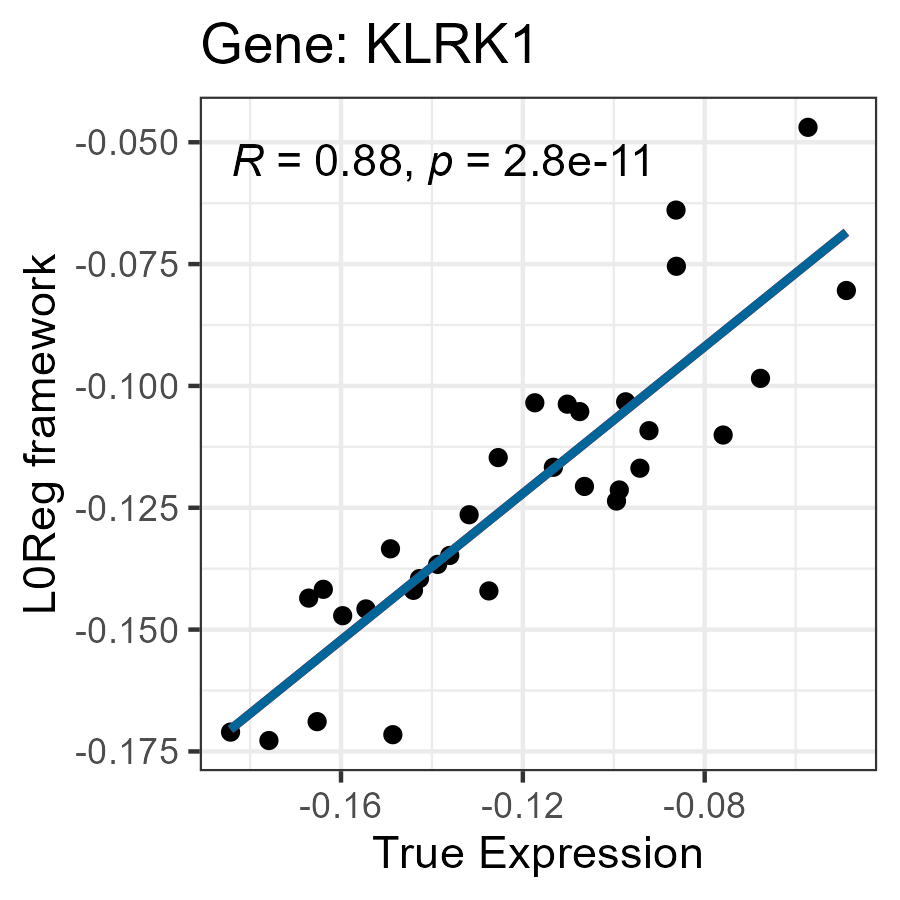 Gene: KLRK1
R = 0.88, p = 2.8e-11
-0.050
-0.075
-0.100
-0.125
-0.150
-0.175
L0Reg framework
-0.16
-0.12
-0.08
True Expression